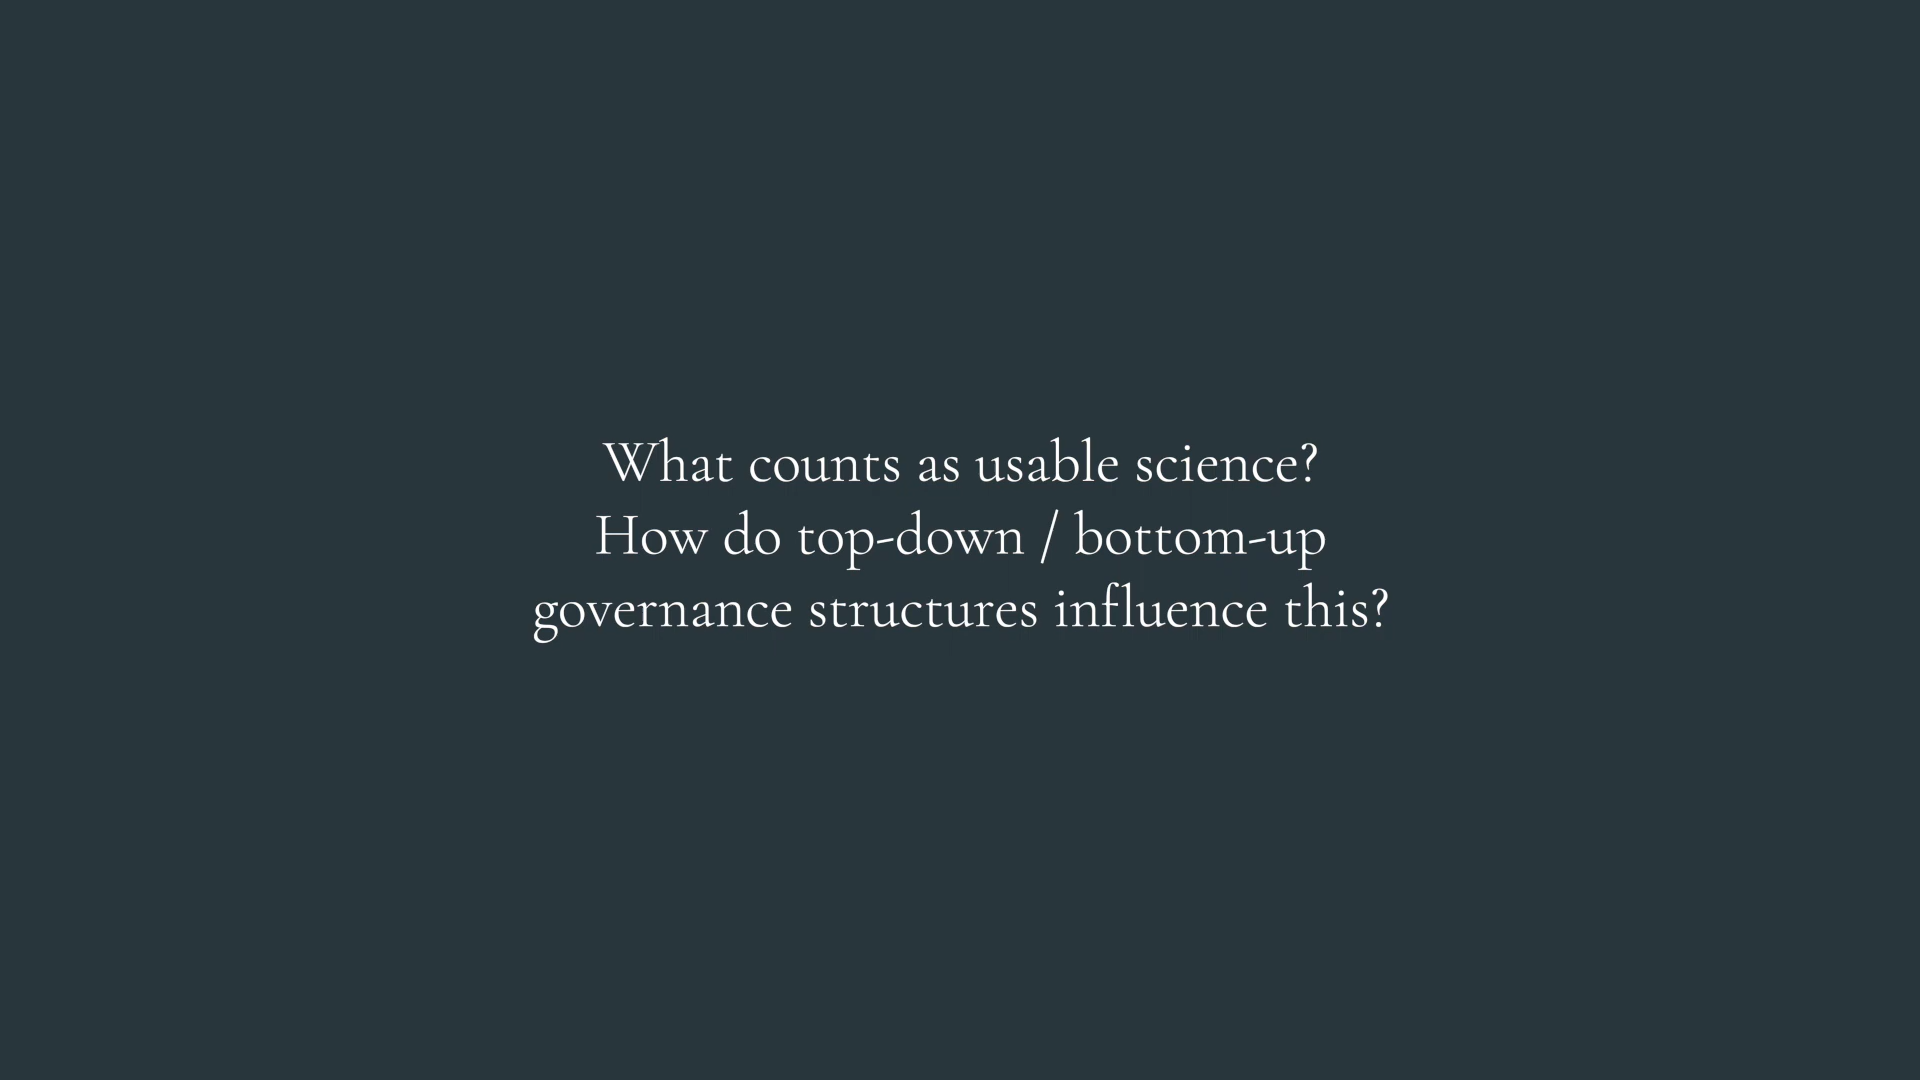 What counts as usable science?
How do top-down / bottom-up
governance structures influence this?